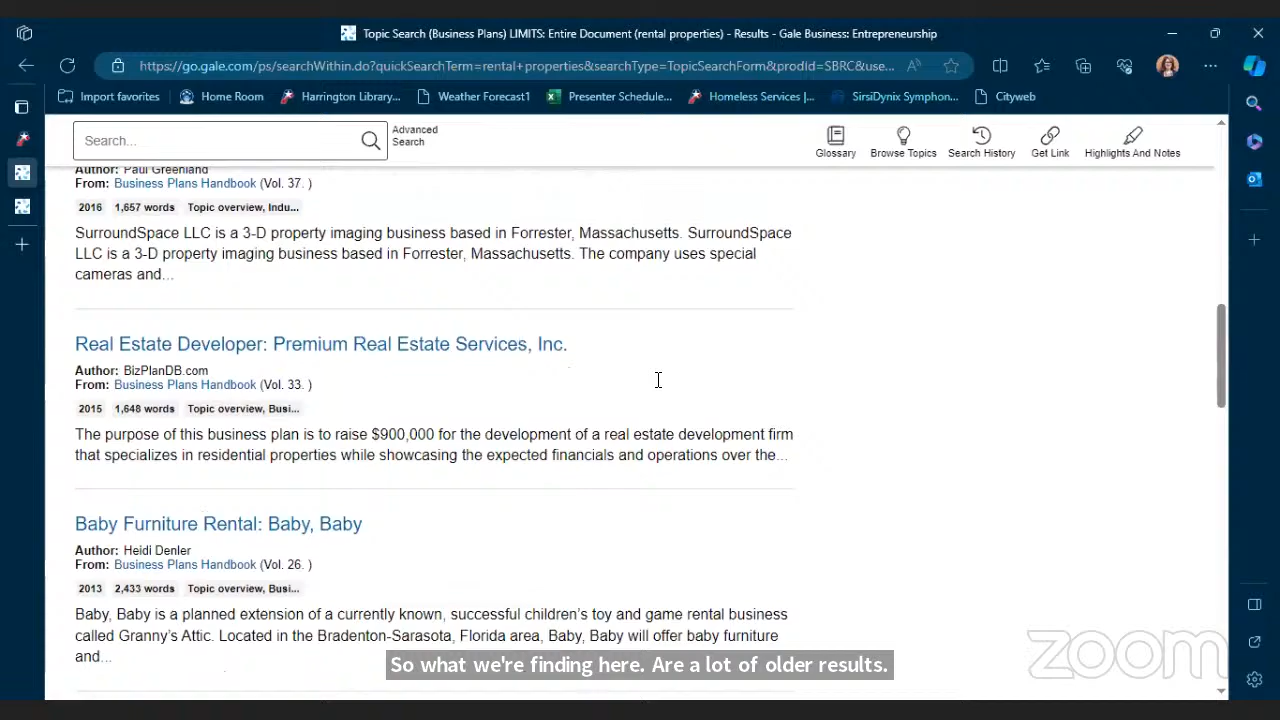 Topic Search (Business Plans) LIMITS: Entire Document (rental properties) - Results - Gale Business: Entrepreneurship
https://go.gale.com/ps/searchWithin.do?quickSearchTerm=rental+properties&searchType=TopicSearchForm&prodId=SBRC&use...
Import favorites
Home Room
Harrington Library...
Weather Forecast1
Presenter Schedule...
Homeless Services |...
SirsiDynix Symphon...
Cityweb
Search...
Advanced
Search
Glossary
Browse Topics
Search History
Get Link
Highlights And Notes
Author: Paul Greenland
From: Business Plans Handbook (Vol. 37. )
2016 1,657 words Topic overview, Indu...
SurroundSpace LLC is a 3-D property imaging business based in Forrester, Massachusetts. SurroundSpace
LLC is a 3-D property imaging business based in Forrester, Massachusetts. The company uses special
cameras and...
Real Estate Developer: Premium Real Estate Services, Inc.
Author: BizPlanDB.com
From: Business Plans Handbook (Vol. 33. )
2015 1,648 words Topic overview, Busi...
The purpose of this business plan is to raise $900,000 for the development of a real estate development firm
that specializes in residential properties while showcasing the expected financials and operations over the...
Baby Furniture Rental: Baby, Baby
Author: Heidi Denler
From: Business Plans Handbook (Vol. 26. )
2013 2,433 words Topic overview, Busi...
Baby, Baby is a planned extension of a currently known, successful children's toy and game rental business
called Granny's Attic. Located in the Bradenton-Sarasota, Florida area, Baby, Baby will offer baby furniture
and...
So what we're finding here. Are a lot of older results.
zoom